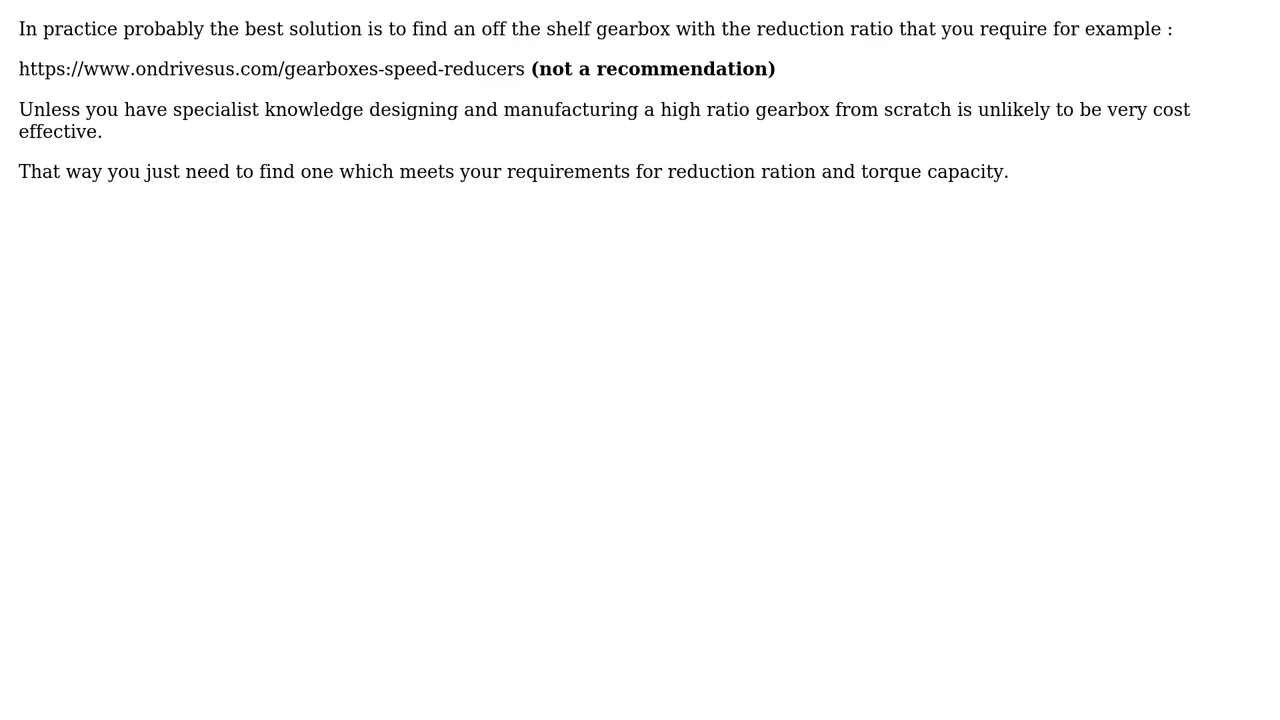 In practice probably the best solution is to find an off the shelf gearbox with the reduction ratio that you require for example :
https://www.ondrivesus.com/gearboxes-speed-reducers (not a recommendation)
Unless you have specialist knowledge designing and manufacturing a high ratio gearbox from scratch is unlikely to be very cost
effective.
That way you just need to find one which meets your requirements for reduction ration and torque capacity.